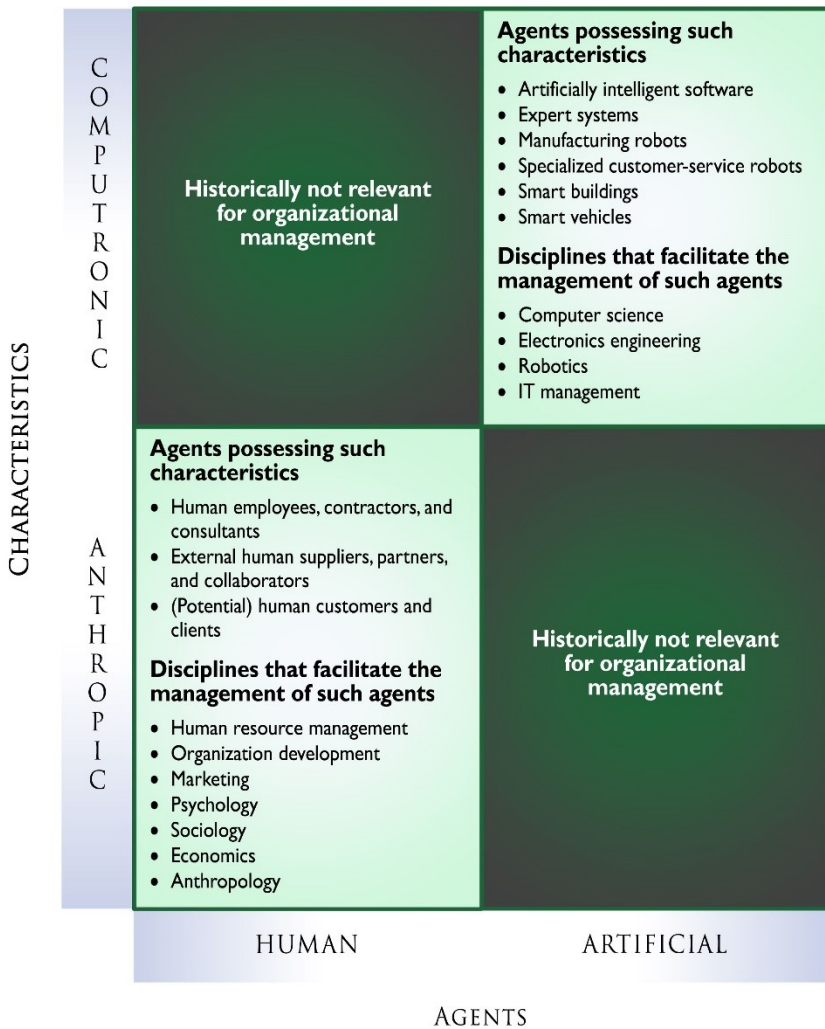 CHARACTERISTICS
COMPUTRONIC
Historically not relevant
for organizational
management
Agents possessing such
characteristics
• Artificially intelligent software
• Expert systems
• Manufacturing robots
• Specialized customer-service robots
• Smart buildings
• Smart vehicles
Disciplines that facilitate the
management of such agents
• Computer science
• Electronics engineering
• Robotics
• IT management
ANTHROPIC
Agents possessing such
characteristics
• Human employees, contractors, and
consultants
• External human suppliers, partners,
and collaborators
• (Potential) human customers and
clients
Disciplines that facilitate the
management of such agents
• Human resource management
• Organization development
• Marketing
• Psychology
• Sociology
• Economics
• Anthropology
Historically not relevant
for organizational
management
HUMAN
ARTIFICIAL
AGENTS